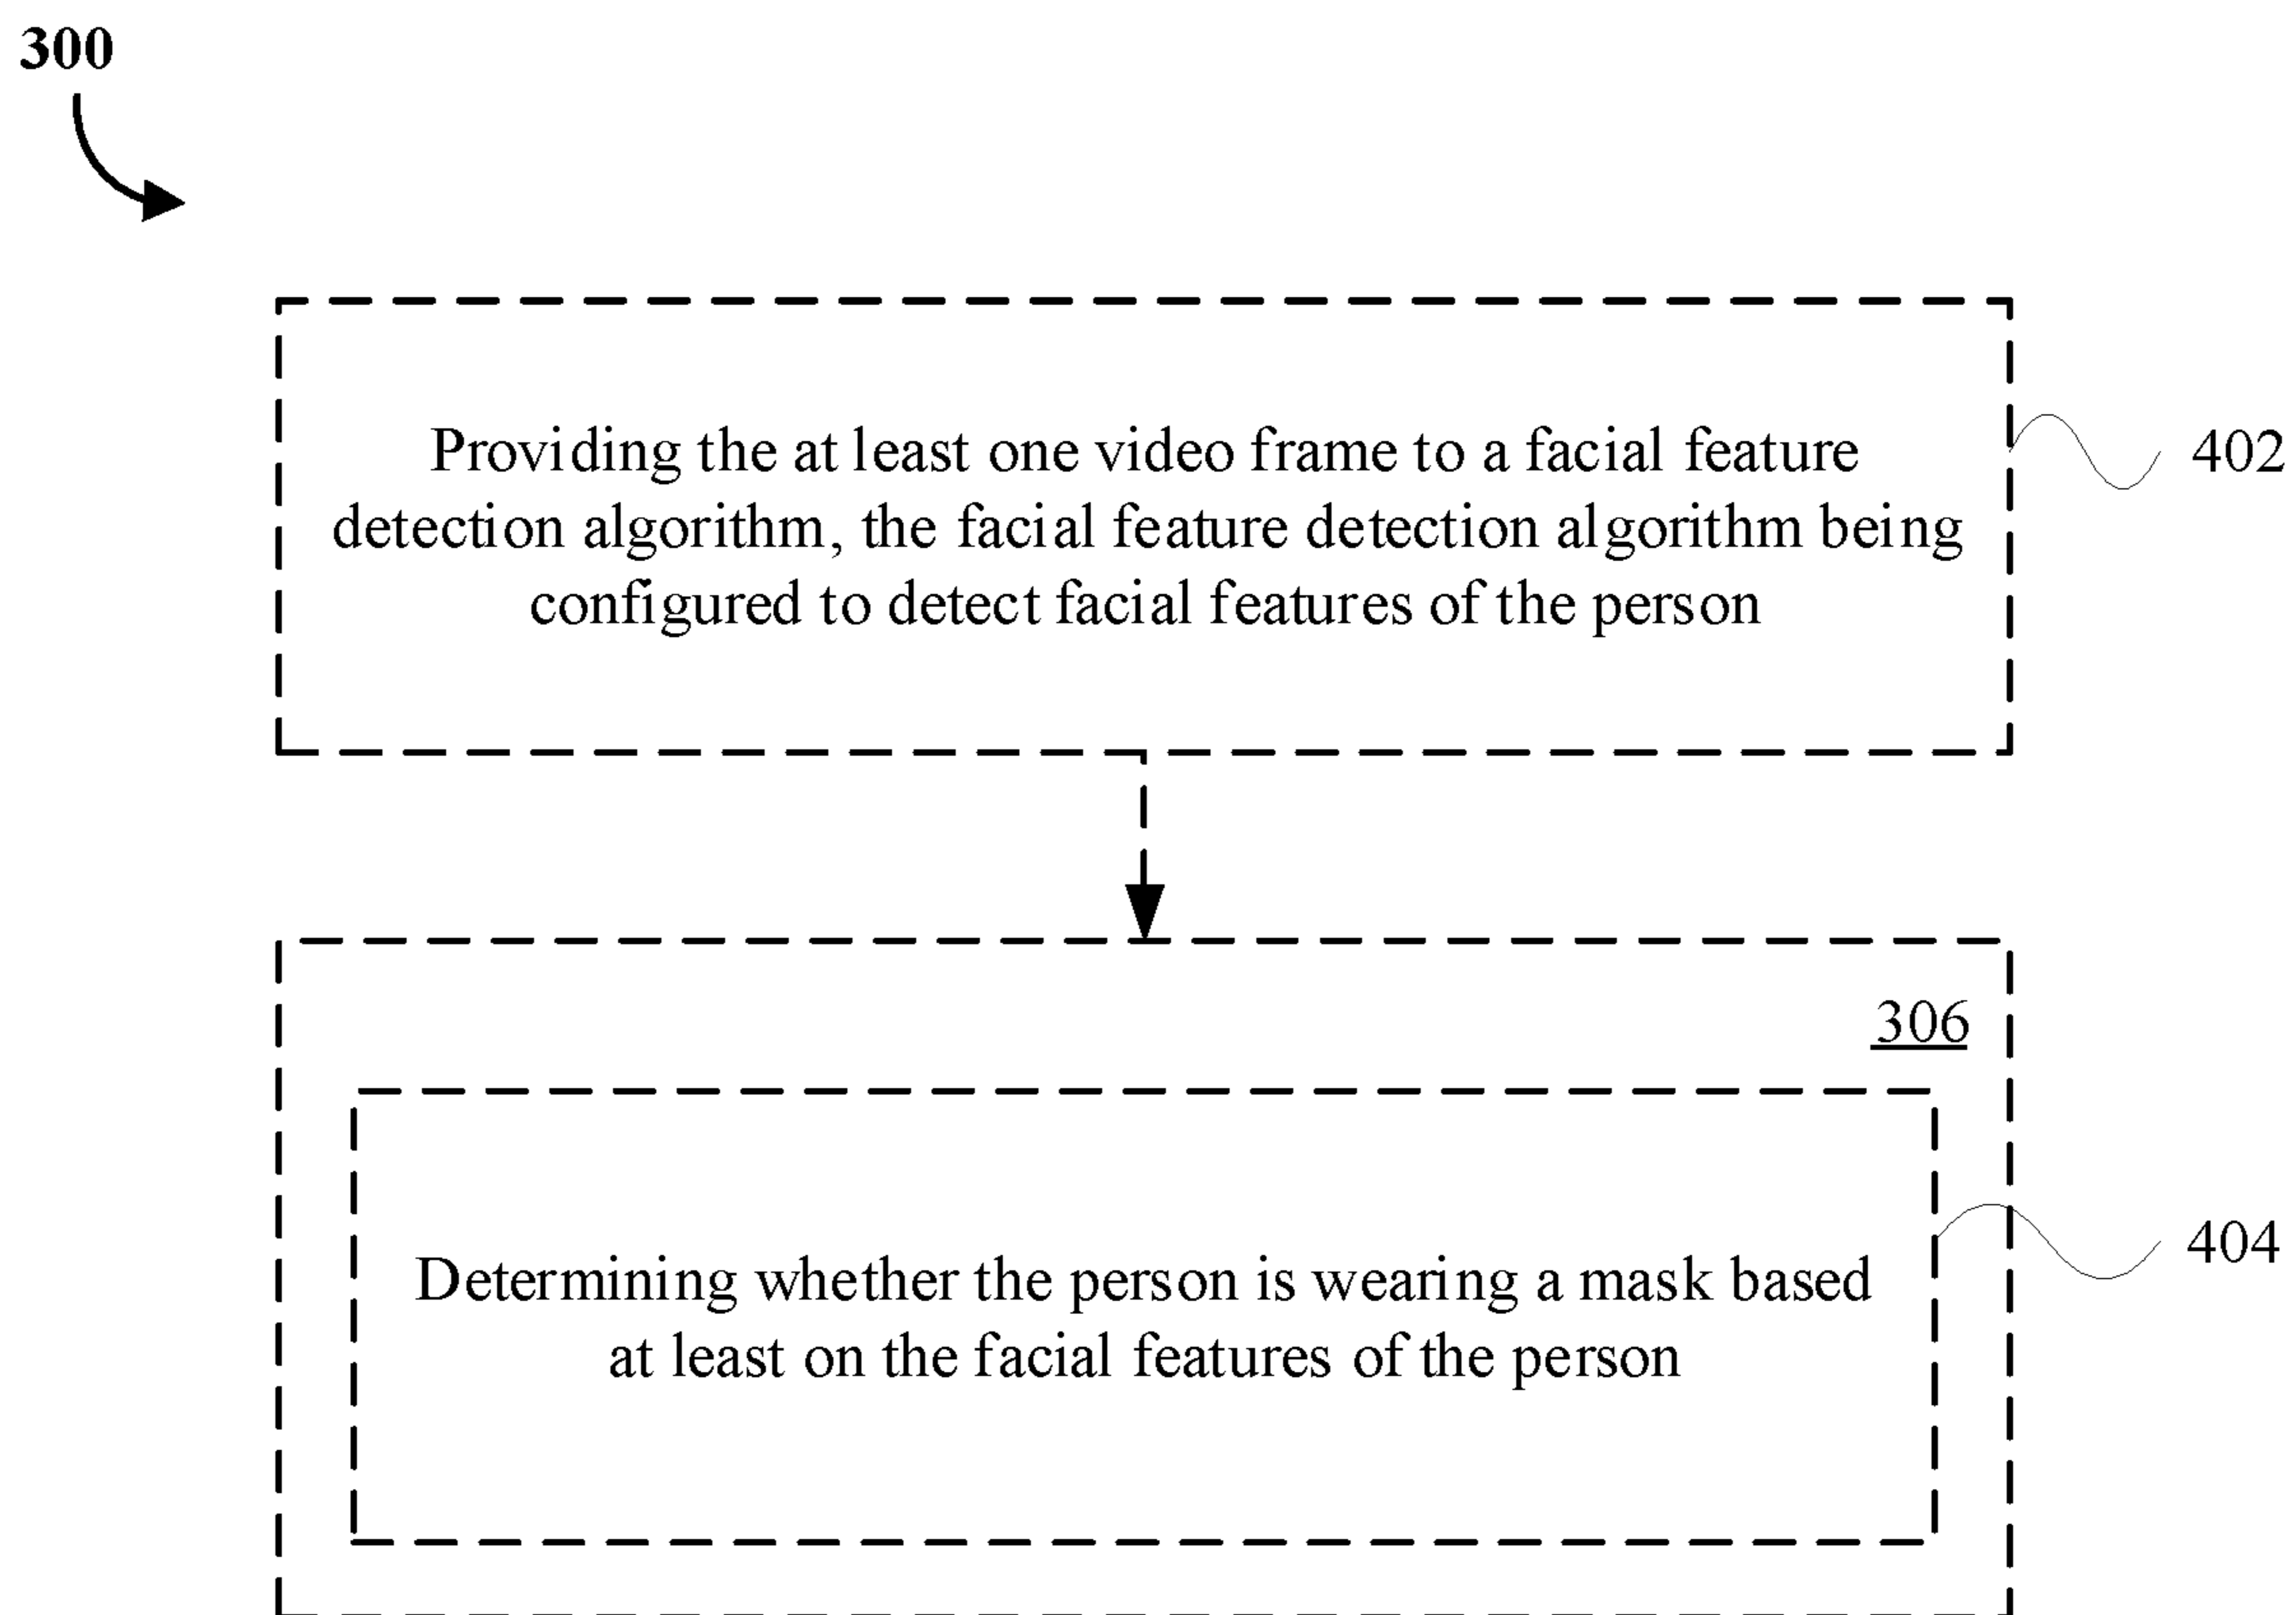 300
Providing the at least one video frame to a facial feature
detection algorithm, the facial feature detection algorithm being
configured to detect facial features of the person
402
306
Determining whether the person is wearing a mask based
at least on the facial features of the person
404